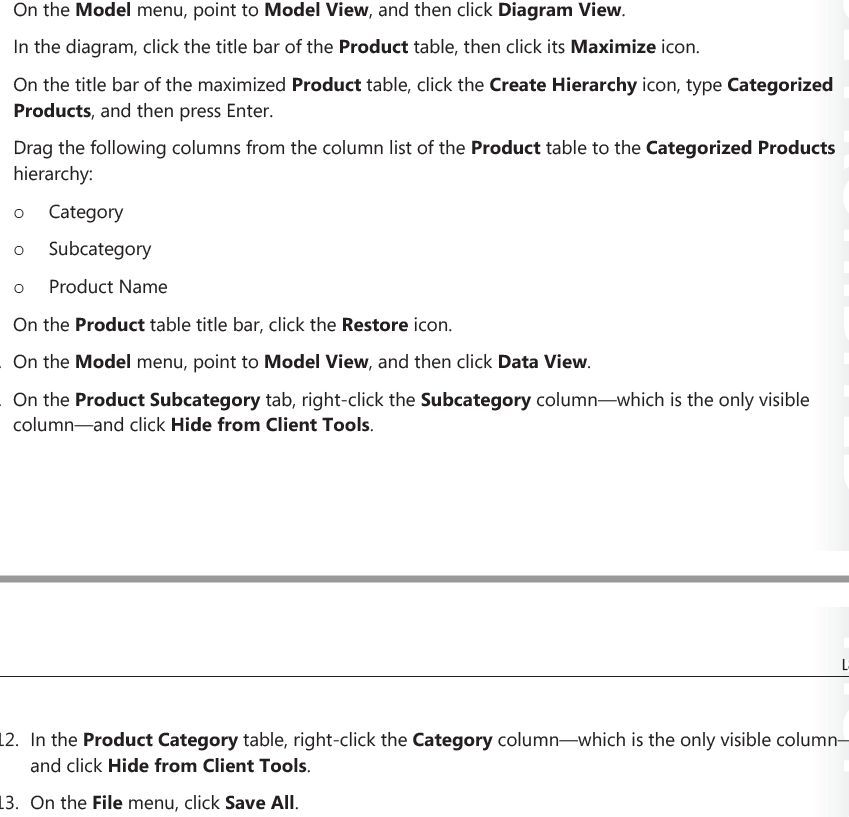 On the Model menu, point to Model View, and then click Diagram View.
In the diagram, click the title bar of the Product table, then click its Maximize icon.
On the title bar of the maximized Product table, click the Create Hierarchy icon, type Categorized
Products, and then press Enter.
Drag the following columns from the column list of the Product table to the Categorized Products
hierarchy:
o Category
o Subcategory
o Product Name
On the Product table title bar, click the Restore icon.
. On the Model menu, point to Model View, and then click Data View.
. On the Product Subcategory tab, right-click the Subcategory column—which is the only visible
column—and click Hide from Client Tools.
12. In the Product Category table, right-click the Category column—which is the only visible column—
and click Hide from Client Tools.
13. On the File menu, click Save All.